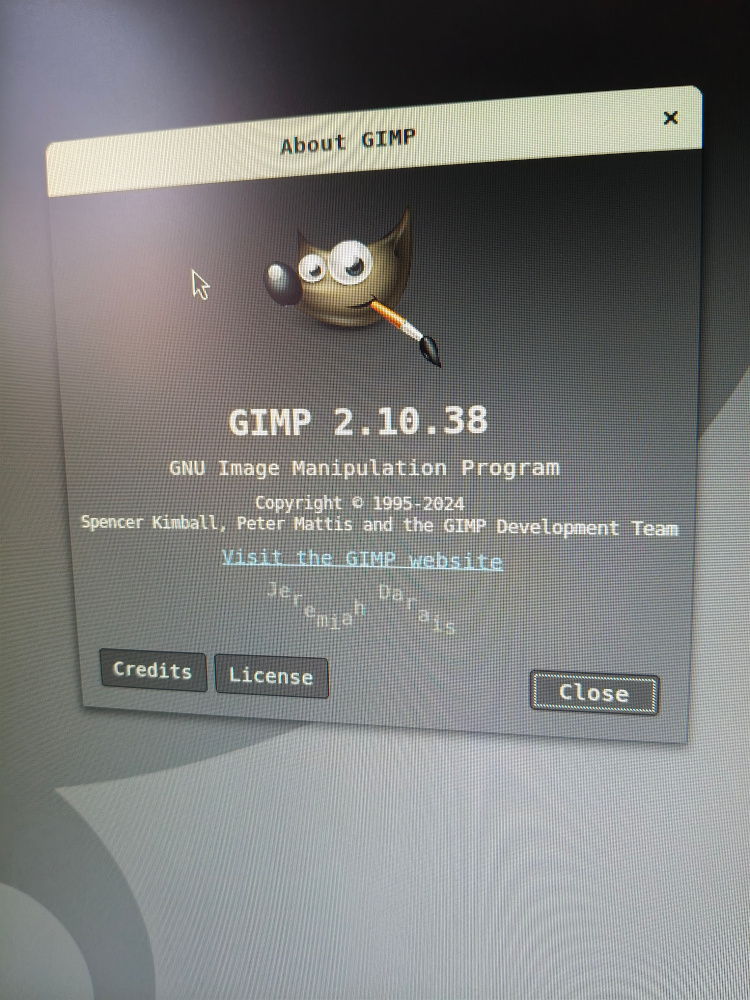 About GIMP
GIMP 2.10.38
GNU Image Manipulation Program
Copyright © 1995-2024
Spencer Kimball, Peter Mattis and the GIMP Development Team
Visit the GIMP website
Jeremiah Darais
Credits License Close